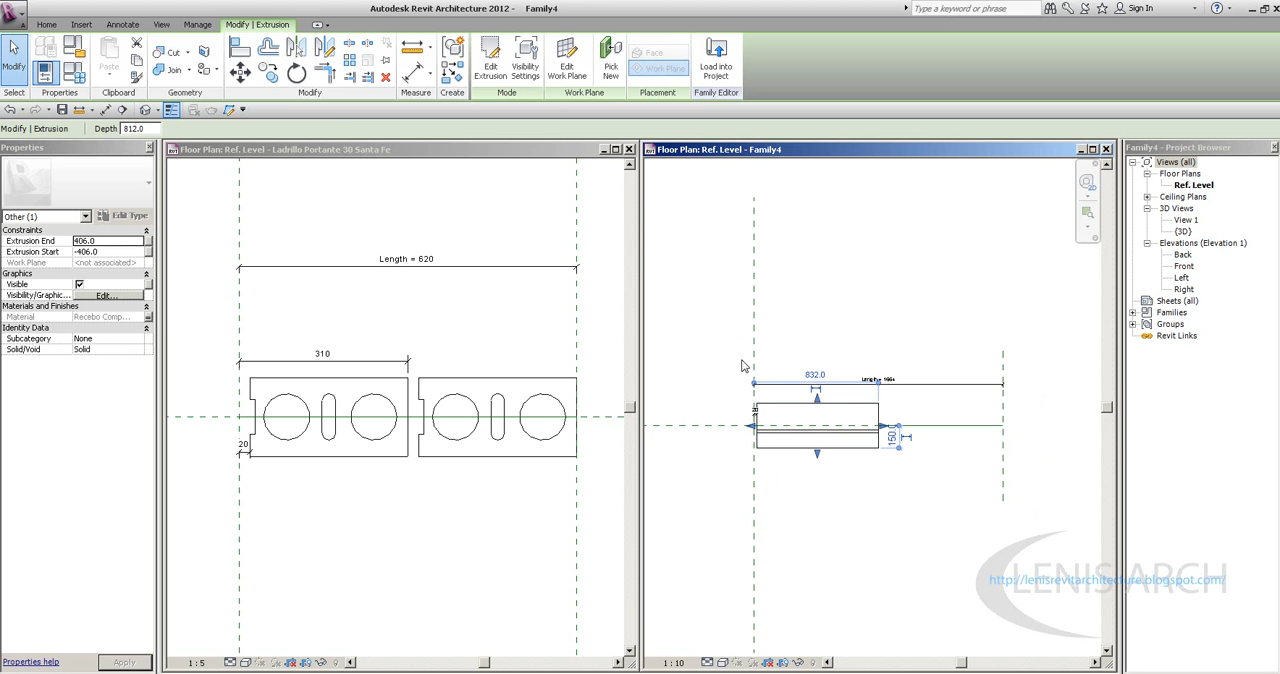 Autodesk Revit Architecture 2012 - Family4
Type a keyword or phrase
Sign In
Home Insert Annotate View Manage Modify | Extrusion
Modify
Paste
Cut
Join
Edit Extrusion
Visibility Settings
Edit Work Plane
Pick New
Face
Work Plane
Load into Project
Select Properties Clipboard Geometry Modify Measure Create Mode Work Plane Placement Family Editor
Modify | Extrusion Depth 812.0
Properties
Other (1) Edit Type
Constraints
Extrusion End 406.0
Extrusion Start -406.0
Work Plane <not associated>
Graphics
Visible
Visibility/Graphic... Edit...
Materials and Finishes
Material Recebo Comp...
Identity Data
Subcategory None
Solid/Void Solid
Properties help Apply
Floor Plan: Ref. Level - Ladrillo Portante 30 Santa Fe
Length = 620
310
20
1 : 5
Floor Plan: Ref. Level - Family4
832.0
150.
1 : 10
Family4 - Project Browser
Views (all)
Floor Plans
Ref. Level
Ceiling Plans
3D Views
View 1
{3D}
Elevations (Elevation 1)
Back
Front
Left
Right
Sheets (all)
Families
Groups
Revit Links
LENIS ARCH
http://lenisrevitarchitecture.blogspot.com/